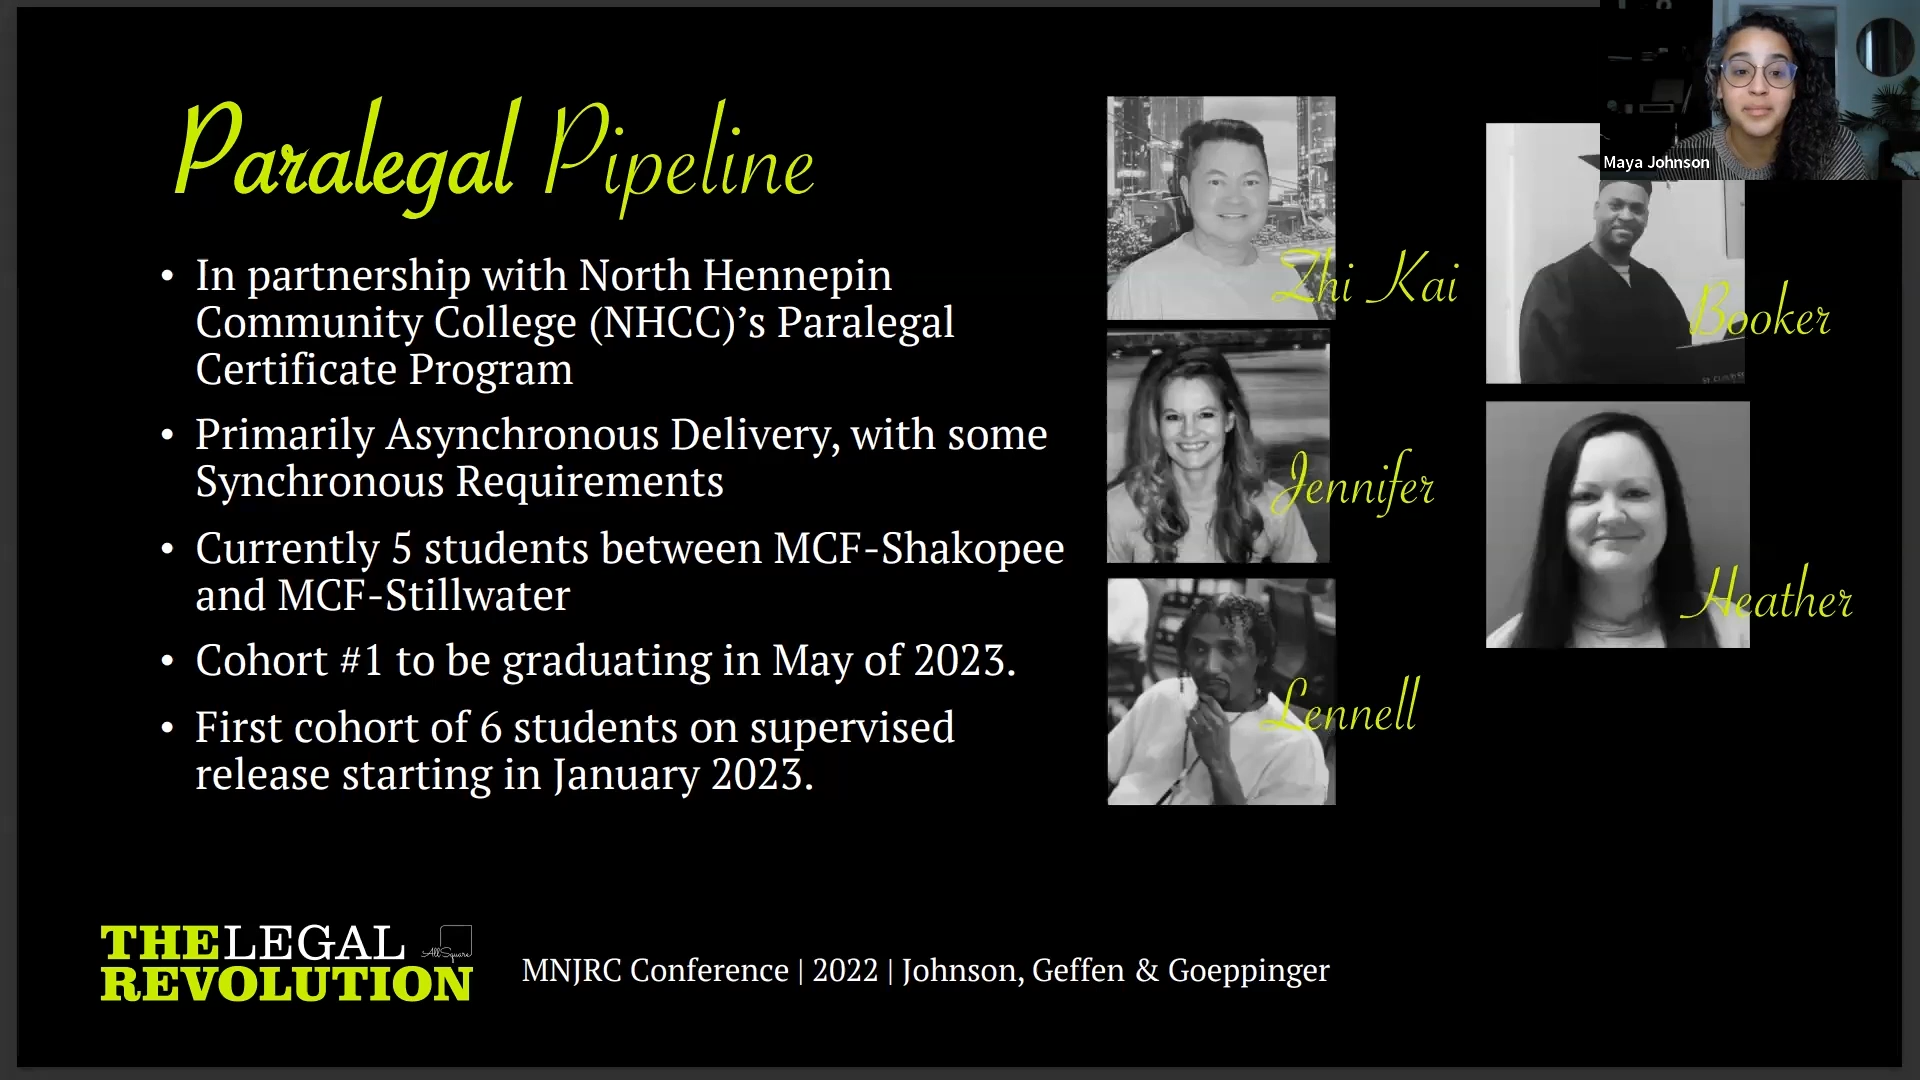 Paralegal Pipeline
• In partnership with North Hennepin
Community College (NHCC)’s Paralegal
Certificate Program
• Primarily Asynchronous Delivery, with some
Synchronous Requirements
• Currently 5 students between MCF-Shakopee
and MCF-Stillwater
• Cohort #1 to be graduating in May of 2023.
• First cohort of 6 students on supervised
release starting in January 2023.
Zhi Kai
Jennifer
Lennell
Maya Johnson
Booker
Heather
THE LEGAL
AllSquare
REVOLUTION
MNJRC Conference | 2022 | Johnson, Geffen & Goeppinger